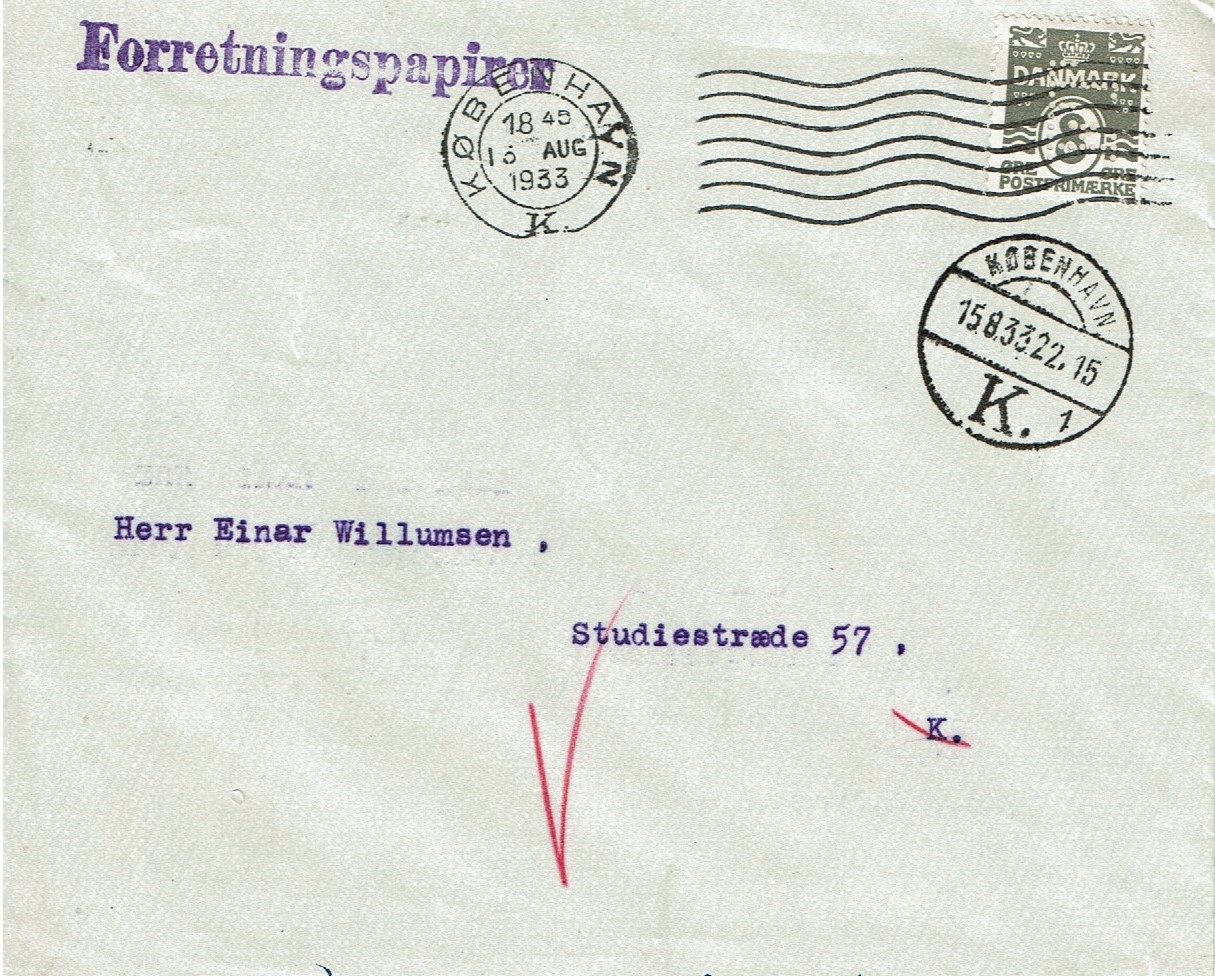 Forretningspapirer
KØBENHAVN
18 45
AUG
1933
K.
DANMARK
8
ØRE ØRE
POSTFRIMÆRKE
KØBENHAVN
15.8.33.22.15
K. 1
Herr Einar Willumsen ,
Studiestræde 57 ,
K.